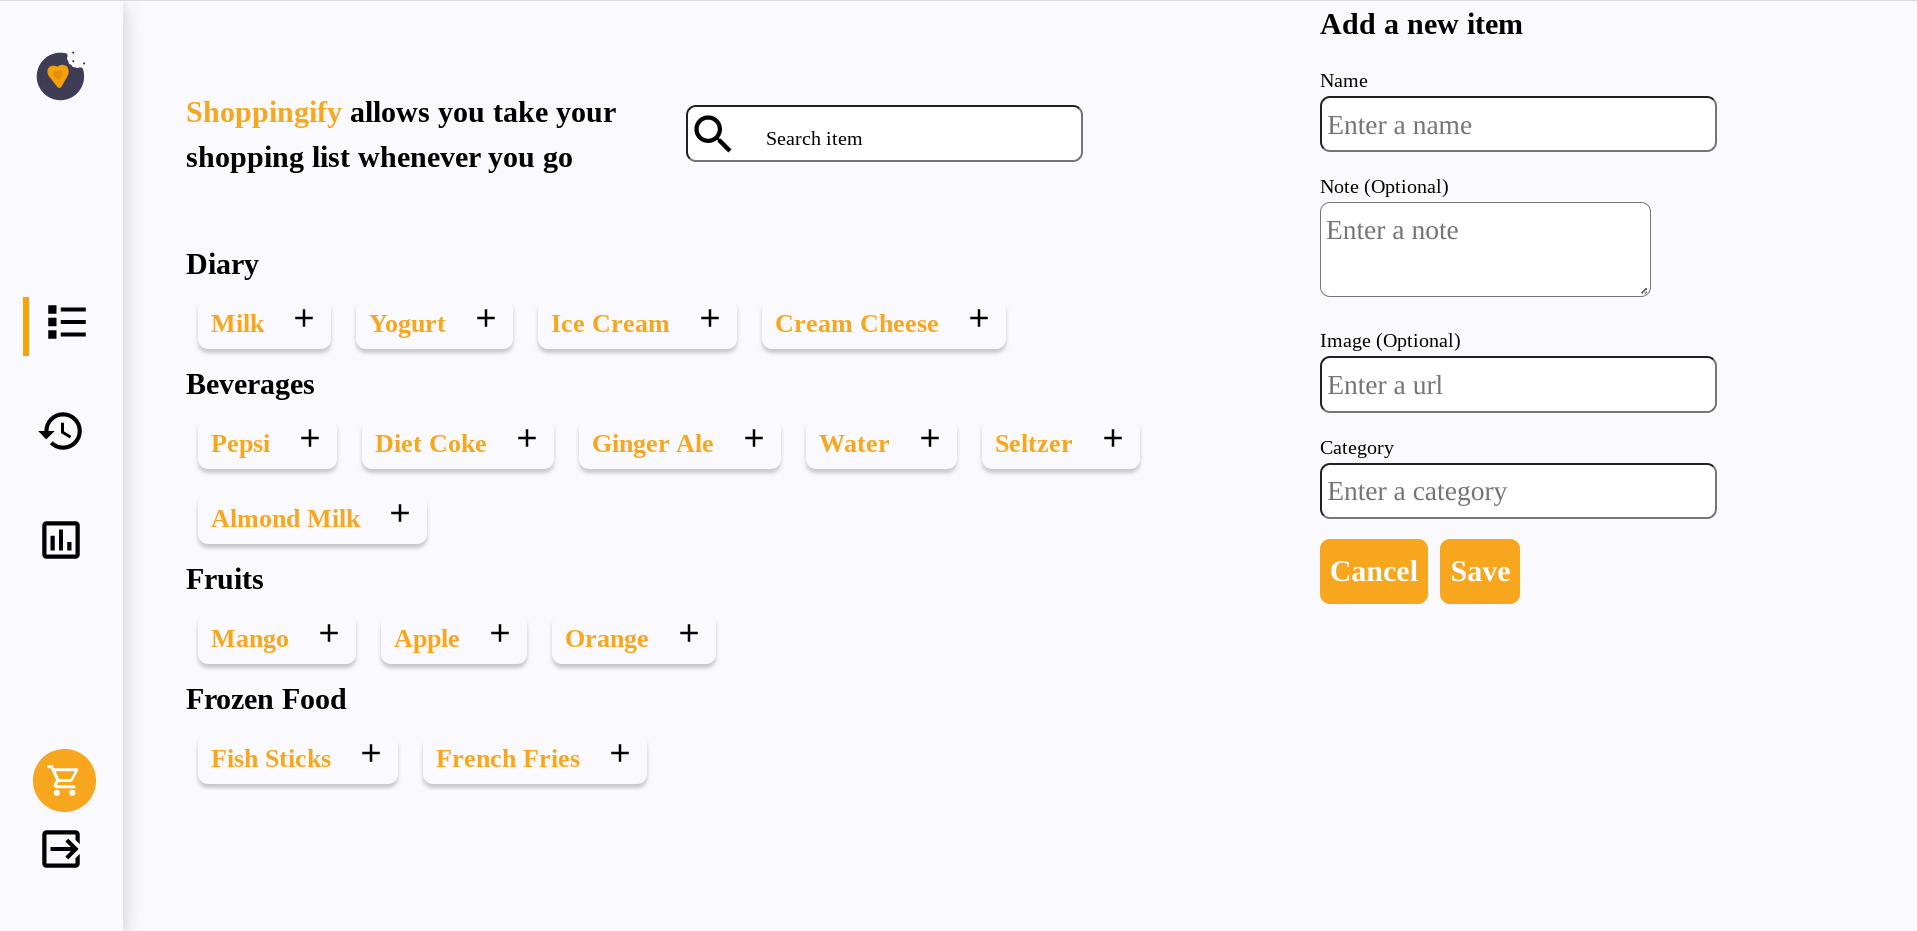 Shoppingify allows you take your
shopping list whenever you go
Search item
Diary
Milk
Yogurt
Ice Cream
Cream Cheese
Beverages
Pepsi
Diet Coke
Ginger Ale
Water
Seltzer
Almond Milk
Fruits
Mango
Apple
Orange
Frozen Food
Fish Sticks
French Fries
Add a new item
Name
Enter a name
Note (Optional)
Enter a note
Image (Optional)
Enter a url
Category
Enter a category
Cancel
Save